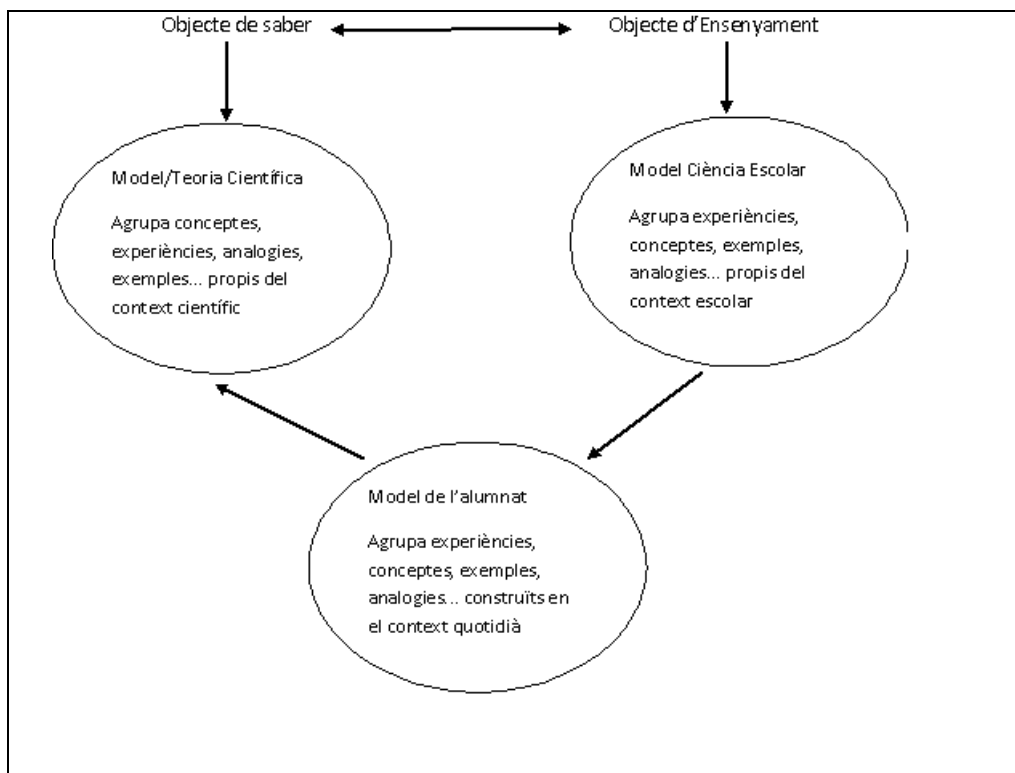 Objecte de saber
Objecte d'Ensenyament
Model/Teoria Científica
Agrupa conceptes,
experiències, analogies,
exemples... propis del
context científic
Model Ciència Escolar
Agrupa experiències,
conceptes, exemples,
analogies... propis del
context escolar
Model de l'alumnat
Agrupa experiències,
conceptes, exemples,
analogies... construïts en
el context quotidià